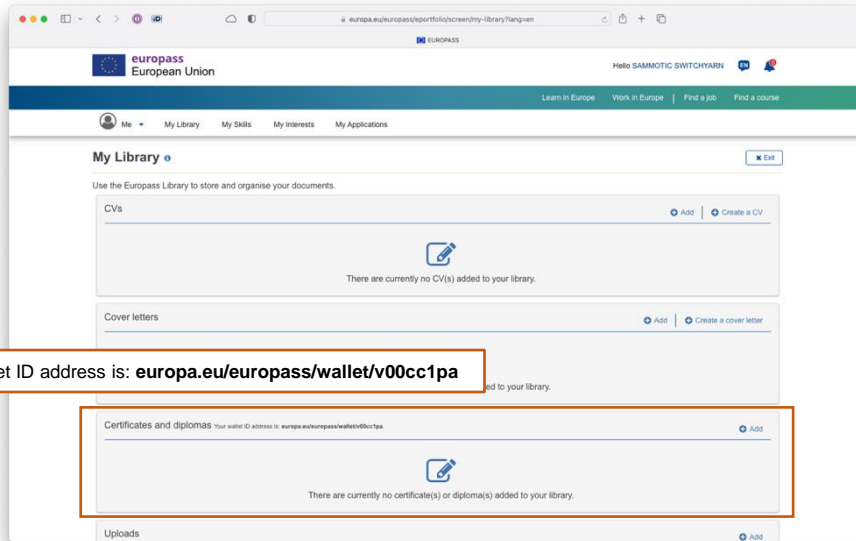 europa.eu/europass/eportfolio/screen/my-library?lang=en
EUROPASS
europass
European Union
Hello SAMMOTIC SWITCHYARN
EN
Learn in Europe Work in Europe | Find a job Find a course
Me My Library My Skills My Interests My Applications
My Library
Exit
Use the Europass Library to store and organise your documents.
CVs
Add | Create a CV
There are currently no CV(s) added to your library.
Cover letters
Add | Create a cover letter
et ID address is: europa.eu/europass/wallet/v00cc1pa
ed to your library.
Certificates and diplomas Your wallet ID address is: europa.eu/europass/wallet/v00cc1pa.
Add
There are currently no certificate(s) or diploma(s) added to your library.
Uploads
Add